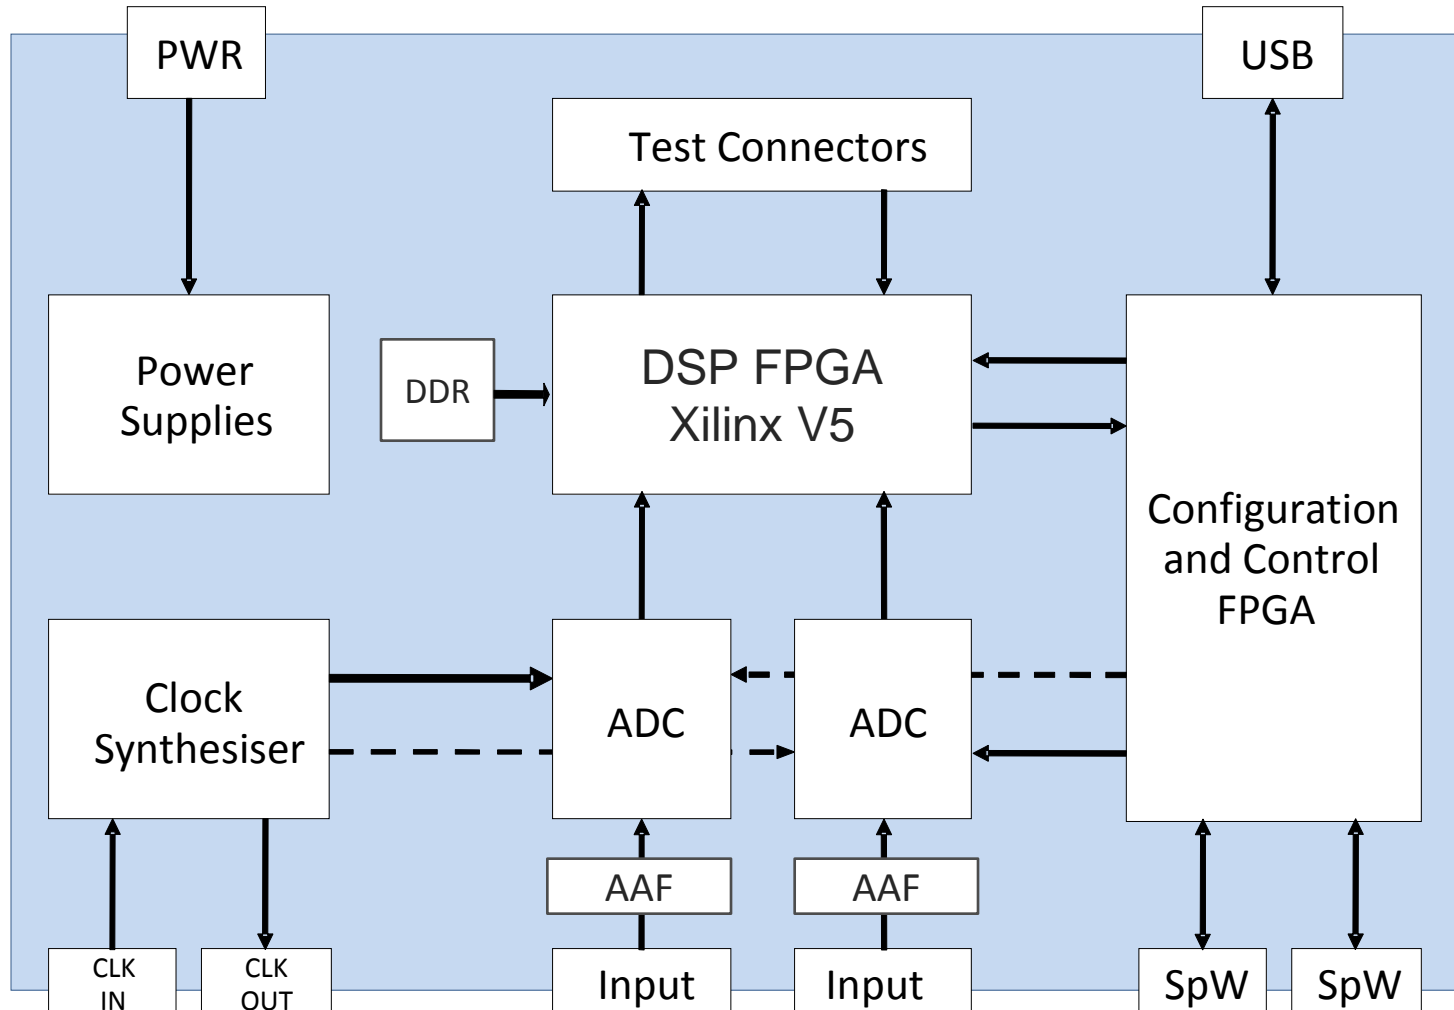 PWR
USB
Test Connectors
Power
Supplies
DDR
DSP FPGA
Xilinx V5
Configuration
and Control
FPGA
Clock
Synthesiser
ADC
ADC
AAF
AAF
CLK
IN
CLK
OUT
Input
Input
SpW
SpW